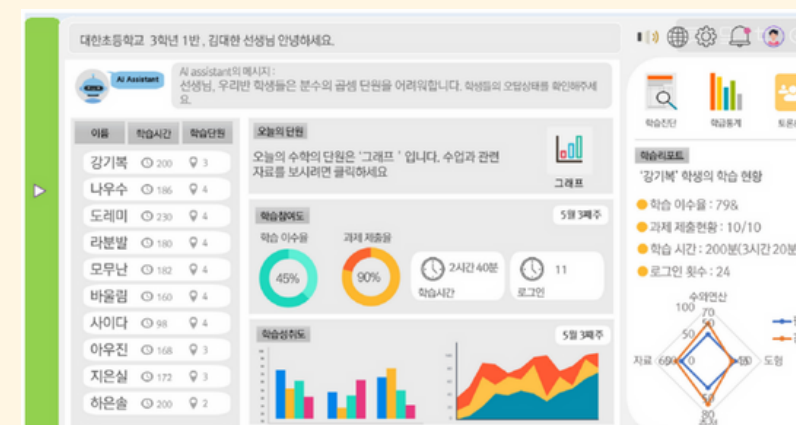 대한초등학교 3학년 1반, 김대한 선생님 안녕하세요.
AI Assistant
AI assistant의 메시지 :
선생님, 우리반 학생들은 분수의 곱셈 단원을 어려워합니다. 학생들의 오답상태를 확인해주세
요.
이름 학습시간 학습단원
강기복 200 3
나우수 186 4
도레미 230 4
라분발 180 4
모무난 182 4
바울림 160 4
사이다 98 4
아우진 168 3
지은실 172 3
하은솔 200 2
오늘의 단원
오늘의 수학의 단원은 '그래프 ' 입니다. 수업과 관련
자료를 보시려면 클릭하세요
그래프
학습참여도
5월 3째주
학습 이수율
과제 제출율
45%
90%
2시간 40분
학습시간
11
로그인
학습성취도
5월 3째주
학습진단
학급통계
학습리포트
'강기복' 학생의 학습 현황
학습 이수율 : 79&
과제 제출현황 : 10/10
학습 시간 : 200분(3시간 20분
로그인 횟수 : 24
수와연산
100
70
50
자료
0
도형
50
80